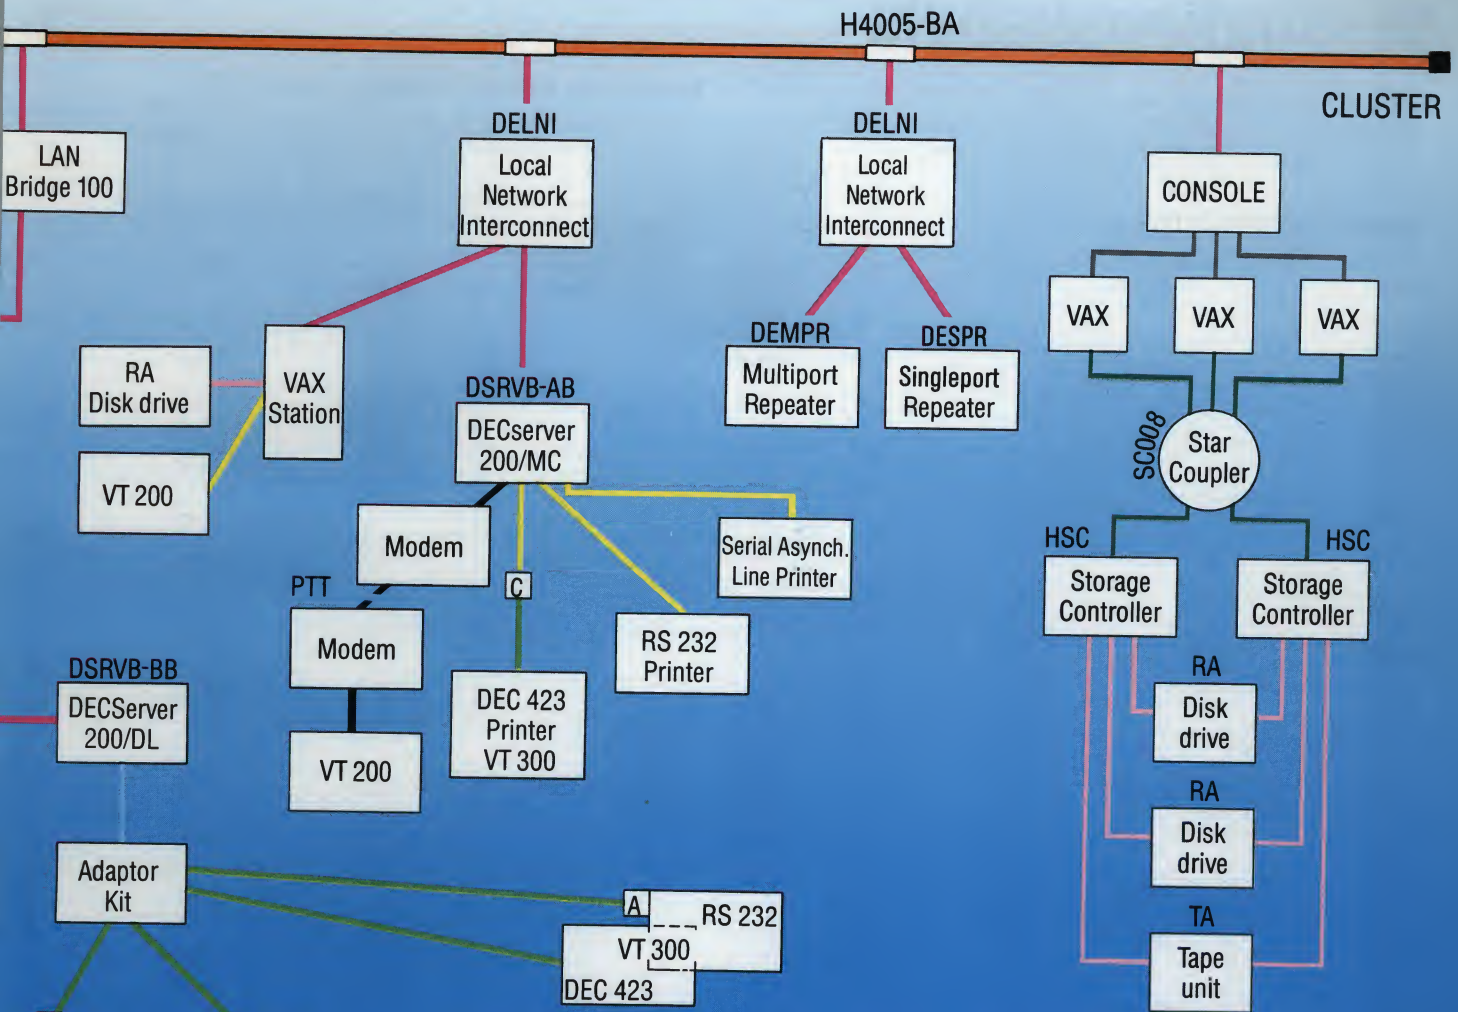 H4005-BA
CLUSTER
LAN
Bridge 100
DELNI
Local
Network
Interconnect
DELNI
Local
Network
Interconnect
CONSOLE
VAX
VAX
VAX
RA
Disk drive
VAX
Station
VT 200
DSRVB-AB
DECserver
200/MC
DEMPR
Multiport
Repeater
DESPR
Singleport
Repeater
SC008
Star
Coupler
Modem
PTT
Modem
VT 200
C
DEC 423
Printer
VT 300
RS 232
Printer
Serial Asynch.
Line Printer
HSC
Storage
Controller
HSC
Storage
Controller
RA
Disk
drive
RA
Disk
drive
TA
Tape
unit
DSRVB-BB
DECServer
200/DL
Adaptor
Kit
A
RS 232
VT 300
DEC 423